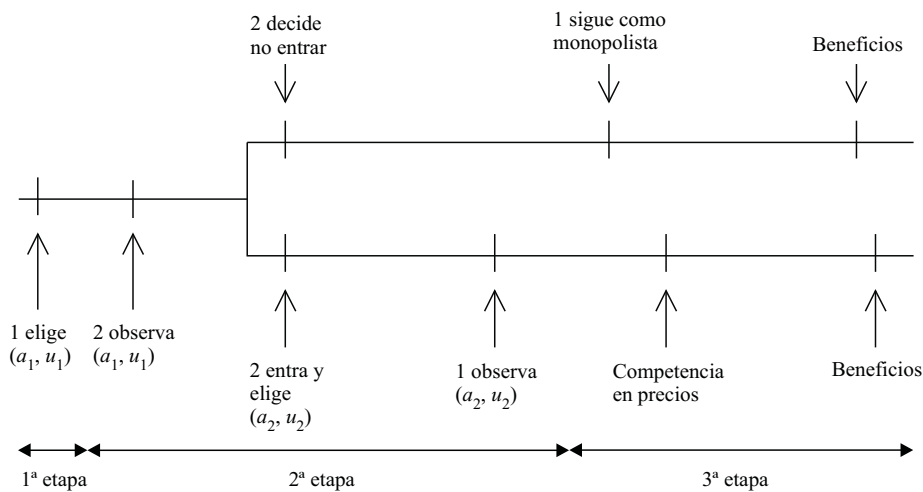 2 decide
no entrar
1 sigue como
monopolista
Beneficios
1 elige
(a₁, u₁)
2 observa
(a₁, u₁)
2 entra y
elige
(a₂, u₂)
1 observa
(a₂, u₂)
Competencia
en precios
Beneficios
1ª etapa
2ª etapa
3ª etapa